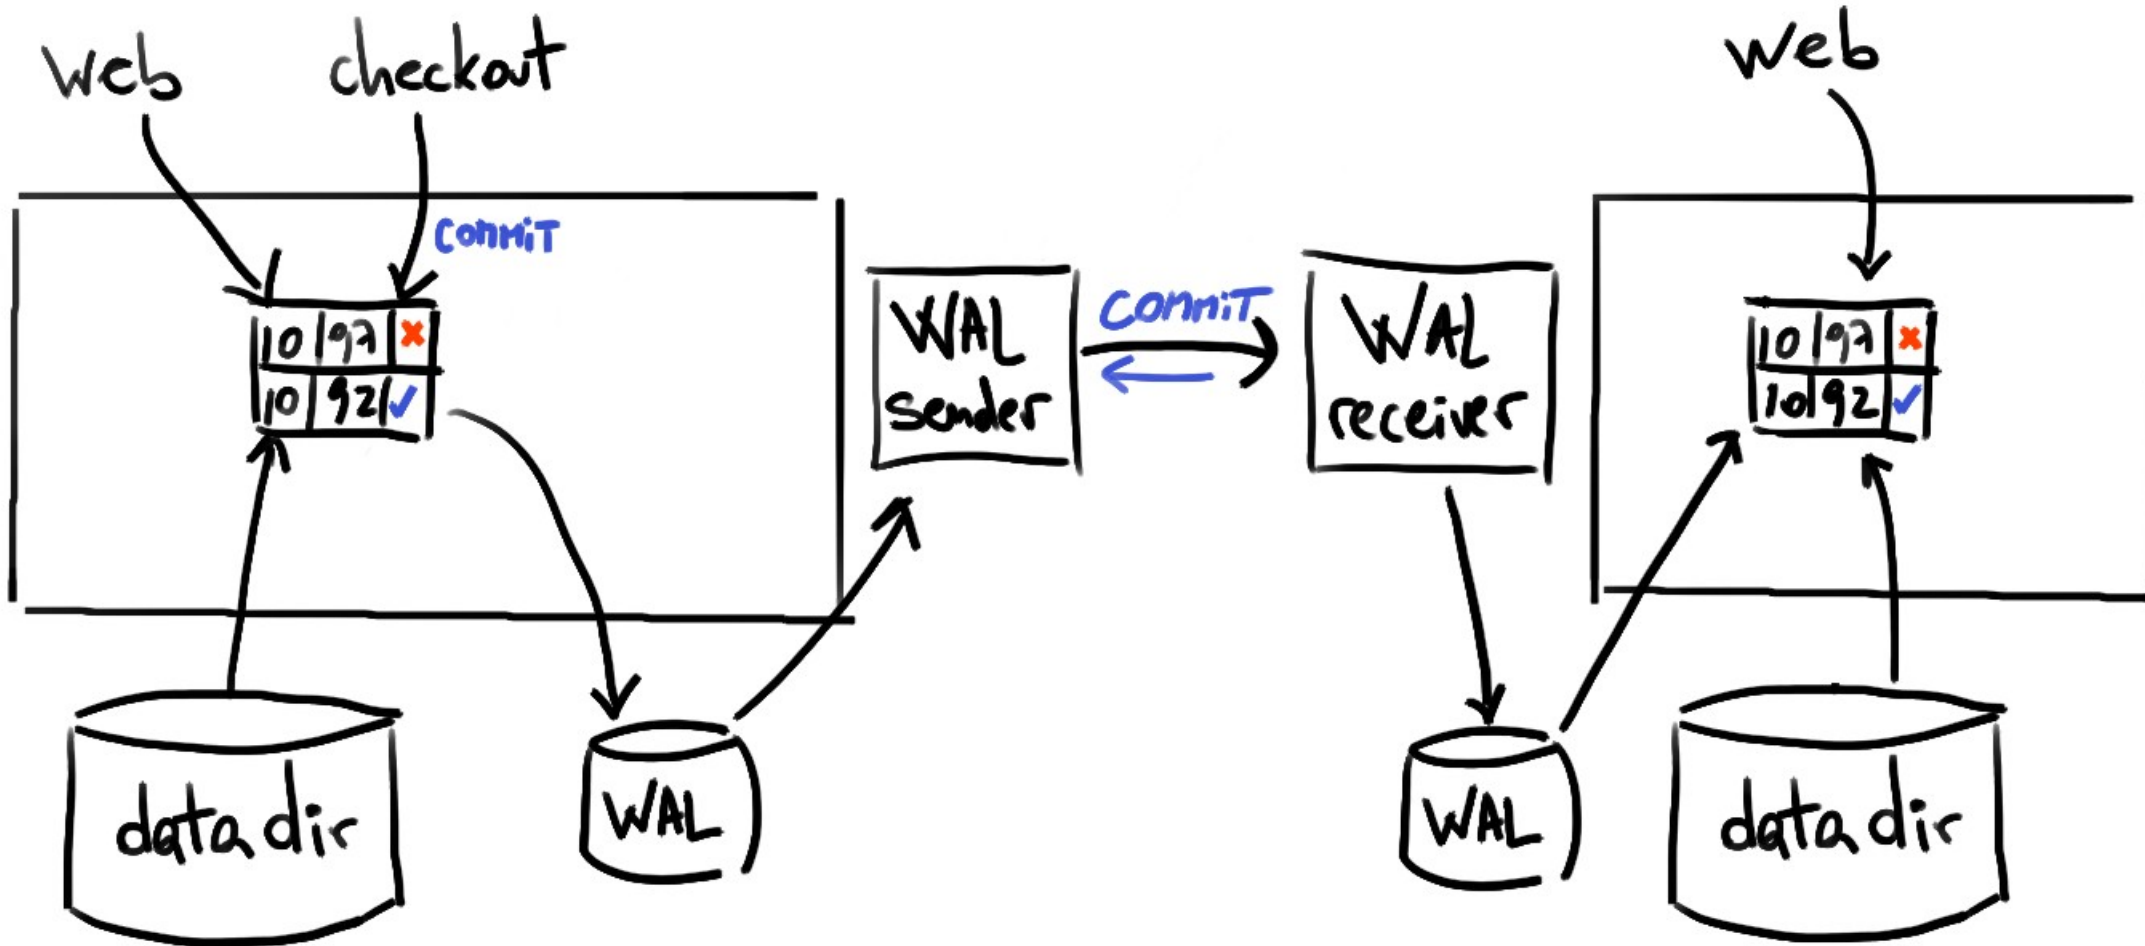 web
checkout
web
COMMIT
10 97 ✖
10 92 ✓
WAL
sender
COMMIT
WAL
receiver
10 97 ✖
10 92 ✓
data dir
WAL
WAL
data dir